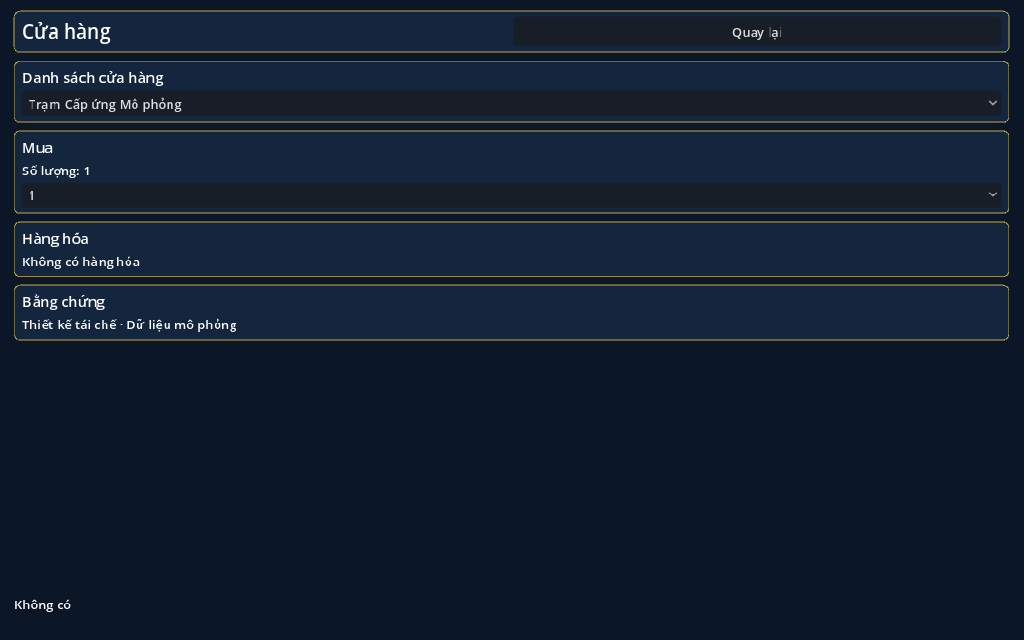 Cửa hàng
Quay lại
Danh sách cửa hàng
Trạm Cấp ứng Mô phỏng
Mua
Số lượng: 1
1
Hàng hóa
Không có hàng hóa
Bằng chứng
Thiết kế tái chế · Dữ liệu mô phỏng
Không có